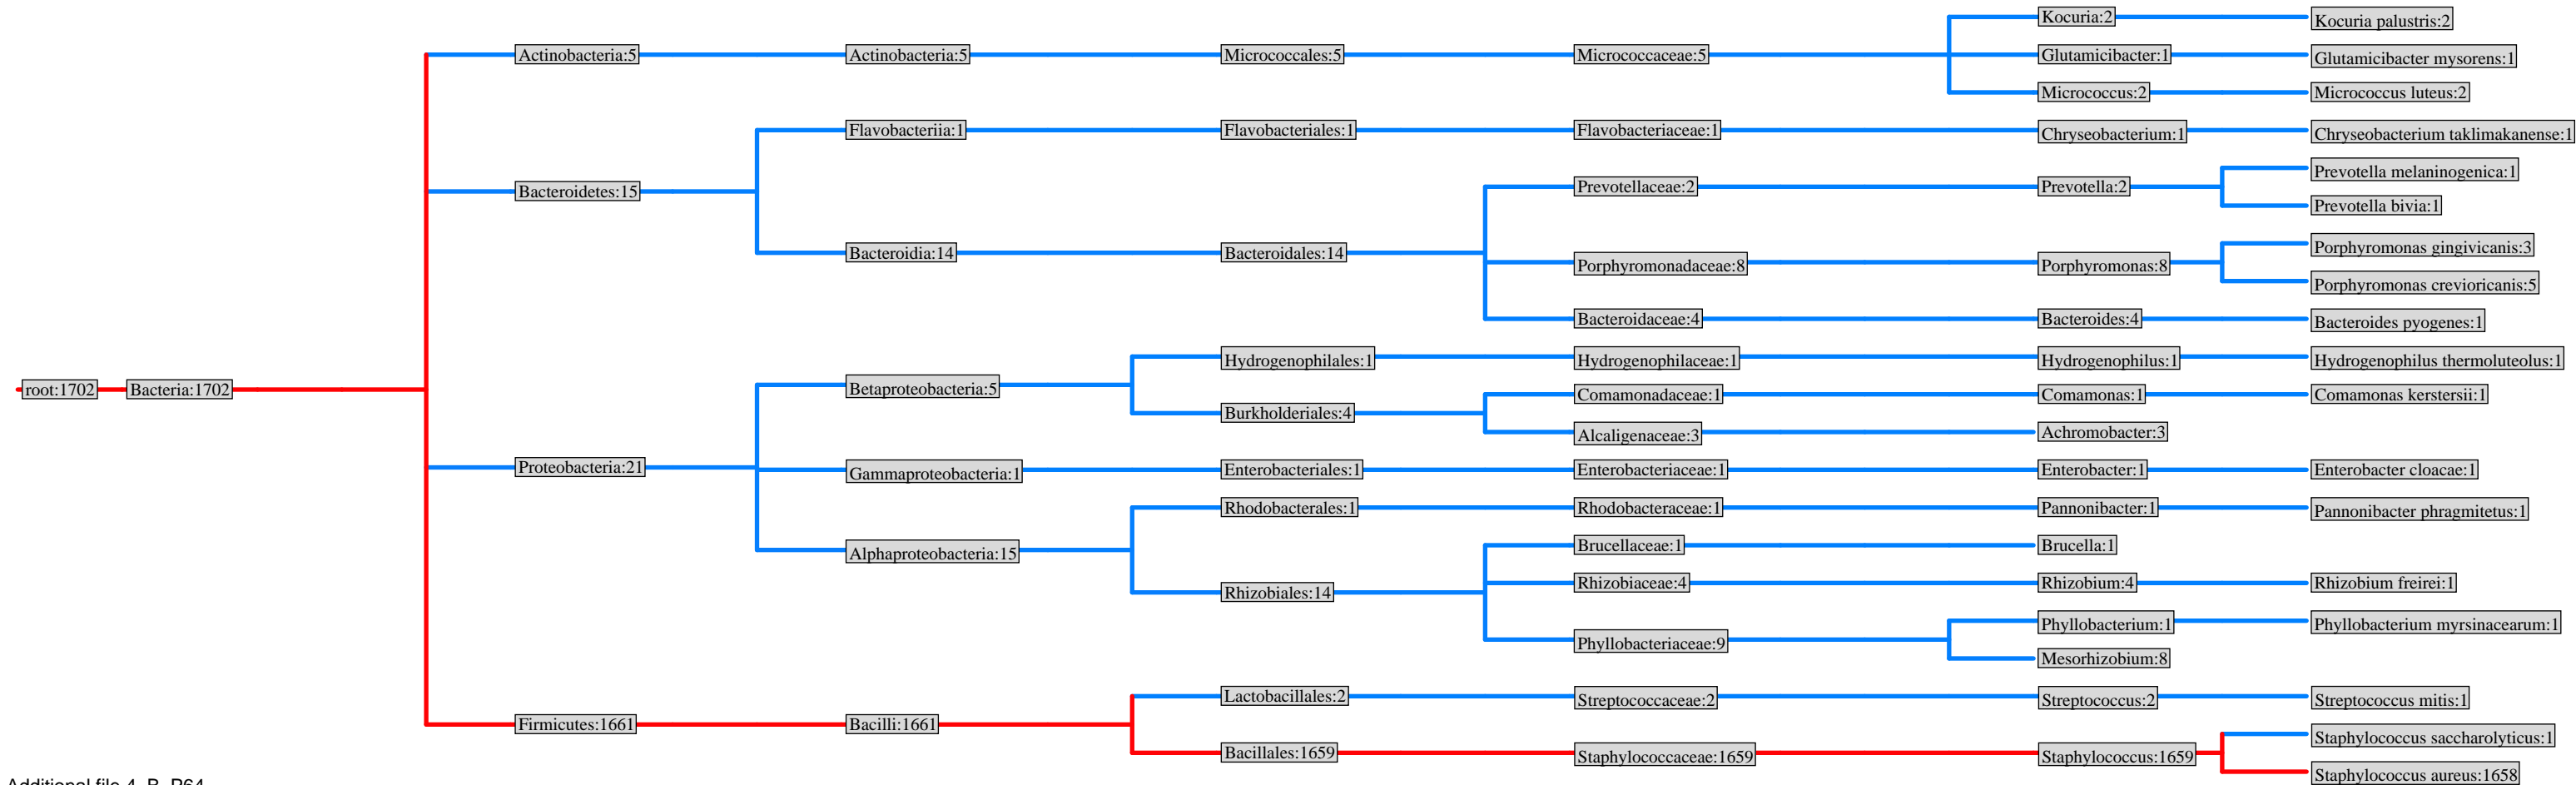 Kocuria:2 Kocuria palustris:2
Actinobacteria:5 Actinobacteria:5 Micrococcales:5 Micrococcaceae:5 Glutamicibacter:1 Glutamicibacter mysorens:1
Micrococcus:2 Micrococcus luteus:2
Flavobacteriia:1 Flavobacteriales:1 Flavobacteriaceae:1 Chryseobacterium:1 Chryseobacterium taklimakanense:1
Prevotella melaninogenica:1
Bacteroidetes:15 Prevotellaceae:2 Prevotella:2
Prevotella bivia:1
Porphyromonas gingivicanis:3
Bacteroidia:14 Bacteroidales:14
Porphyromonadaceae:8 Porphyromonas:8
Porphyromonas crevioricanis:5
Bacteroidaceae:4 Bacteroides:4 Bacteroides pyogenes:1
Hydrogenophilales:1 Hydrogenophilaceae:1 Hydrogenophilus:1 Hydrogenophilus thermoluteolus:1
root:1702 Bacteria:1702 Betaproteobacteria:5
Comamonadaceae:1 Comamonas:1 Comamonas kerstersii:1
Burkholderiales:4
Alcaligenaceae:3 Achromobacter:3
Proteobacteria:21 Gammaproteobacteria:1 Enterobacteriales:1 Enterobacteriaceae:1 Enterobacter:1 Enterobacter cloacae:1
Rhodobacterales:1 Rhodobacteraceae:1 Pannonibacter:1 Pannonibacter phragmitetus:1
Alphaproteobacteria:15 Brucellaceae:1 Brucella:1
Rhizobiaceae:4 Rhizobium:4 Rhizobium freirei:1
Rhizobiales:14
Phyllobacterium:1 Phyllobacterium myrsinacearum:1
Phyllobacteriaceae:9
Mesorhizobium:8
Lactobacillales:2 Streptococcaceae:2 Streptococcus:2 Streptococcus mitis:1
Firmicutes:1661 Bacilli:1661
Staphylococcus saccharolyticus:1
Bacillales:1659 Staphylococcaceae:1659 Staphylococcus:1659
Staphylococcus aureus:1658
Additional file 4 B P64